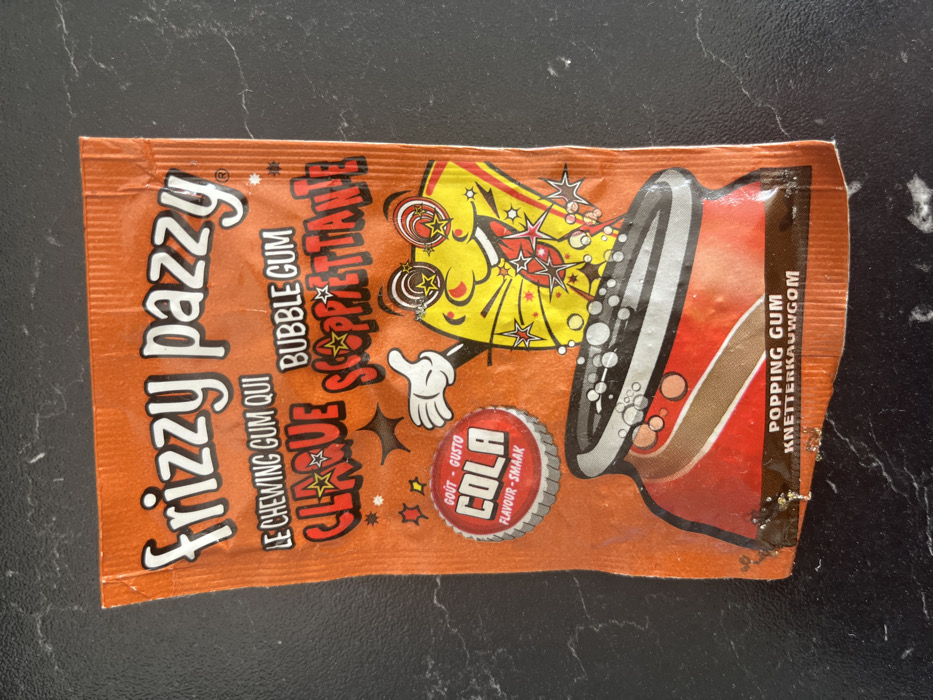 frizzy pazzy®
LE CHEWING GUM QUI
CLAQUE
BUBBLE GUM
SCOPPIETTANTE
GOÛT - GUSTO
COLA
FLAVOUR - SMAAK
POPPING GUM
KNETTERKAUWGOM